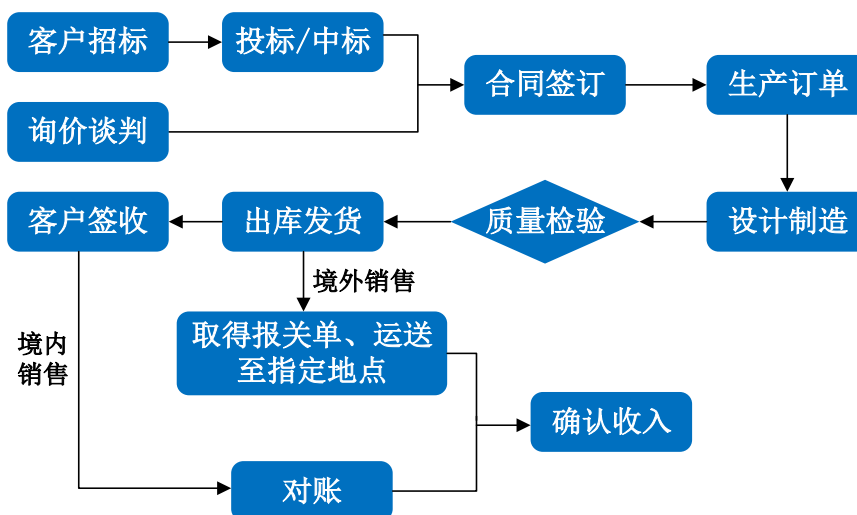 客户招标
投标/中标
合同签订
生产订单
询价谈判
客户签收
出库发货
质量检验
设计制造
境外销售
取得报关单、运送
至指定地点
境内
销售
确认收入
对账